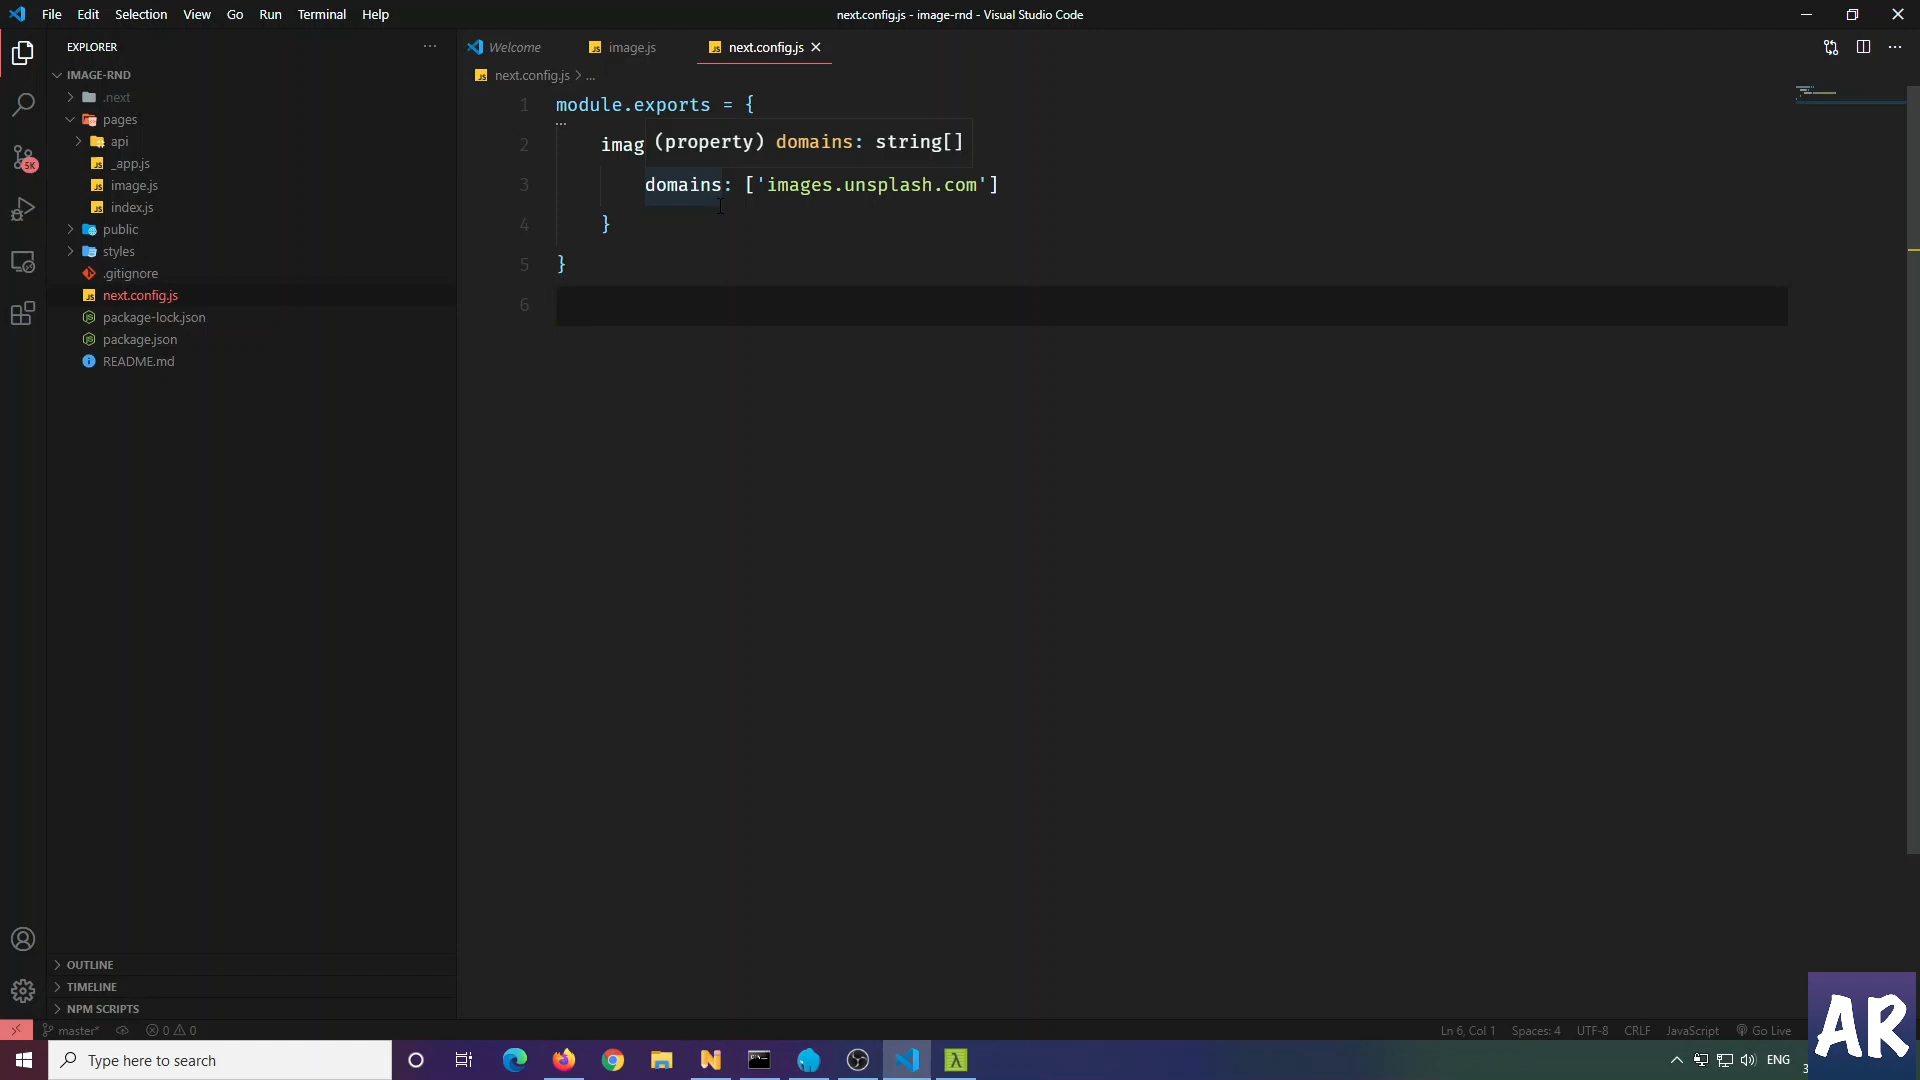 File Edit Selection View Go Run Terminal Help
next.config.js - image-rnd - Visual Studio Code
EXPLORER
IMAGE-RND
.next
pages
api
_app.js
image.js
index.js
public
styles
.gitignore
next.config.js
package-lock.json
package.json
README.md
OUTLINE
TIMELINE
NPM SCRIPTS
5K
Welcome image.js next.config.js
next.config.js > ...
1 module.exports = {
2 imag
(property) domains: string[]
3 domains: ['images.unsplash.com']
4 }
5 }
6
master* 0 0
Ln 6, Col 1 Spaces: 4 UTF-8 CRLF JavaScript Go Live
Type here to search
ENG
3
AR